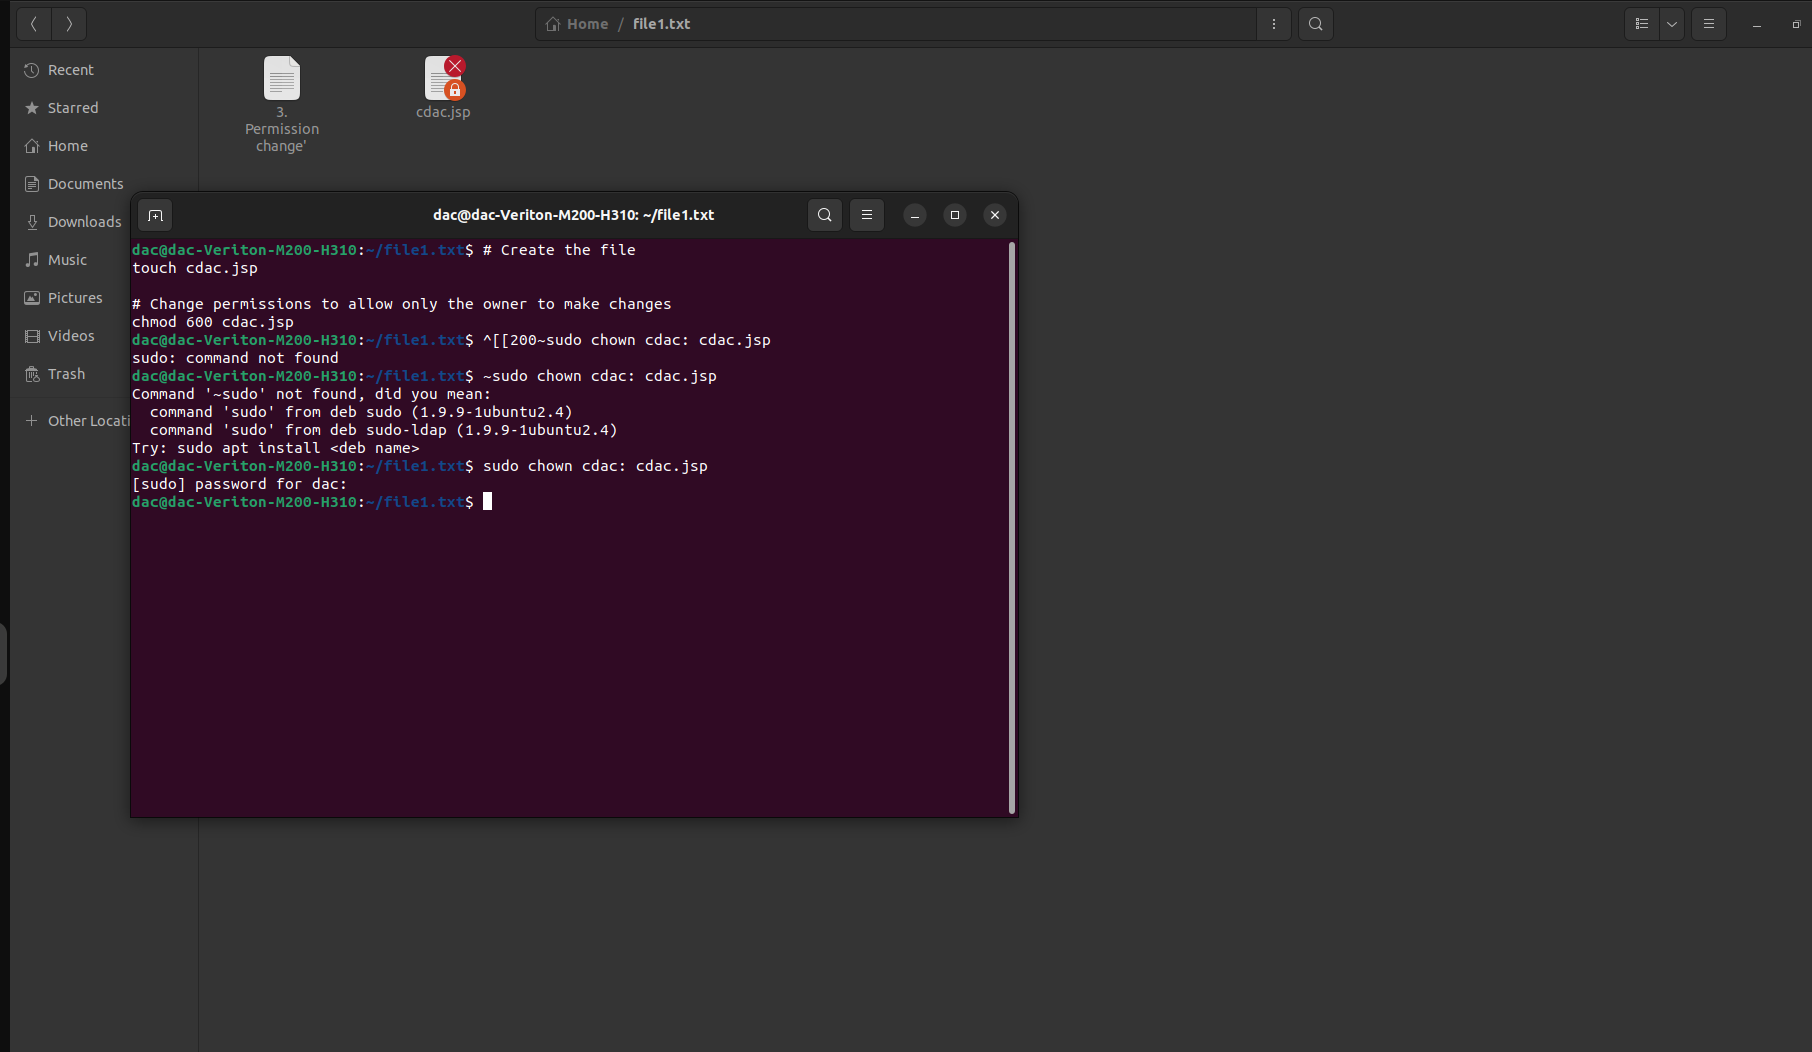 Home / file1.txt
Recent
Starred
Home
Documents
Downloads
Music
Pictures
Videos
Trash
+ Other Locati
3.
Permission
change'
cdac.jsp
dac@dac-Veriton-M200-H310: ~/file1.txt
dac@dac-Veriton-M200-H310:~/file1.txt$ # Create the file
touch cdac.jsp
# Change permissions to allow only the owner to make changes
chmod 600 cdac.jsp
dac@dac-Veriton-M200-H310:~/file1.txt$ ^[[200~sudo chown cdac: cdac.jsp
sudo: command not found
dac@dac-Veriton-M200-H310:~/file1.txt$ ~sudo chown cdac: cdac.jsp
Command '~sudo' not found, did you mean:
  command 'sudo' from deb sudo (1.9.9-1ubuntu2.4)
  command 'sudo' from deb sudo-ldap (1.9.9-1ubuntu2.4)
Try: sudo apt install <deb name>
dac@dac-Veriton-M200-H310:~/file1.txt$ sudo chown cdac: cdac.jsp
[sudo] password for dac:
dac@dac-Veriton-M200-H310:~/file1.txt$